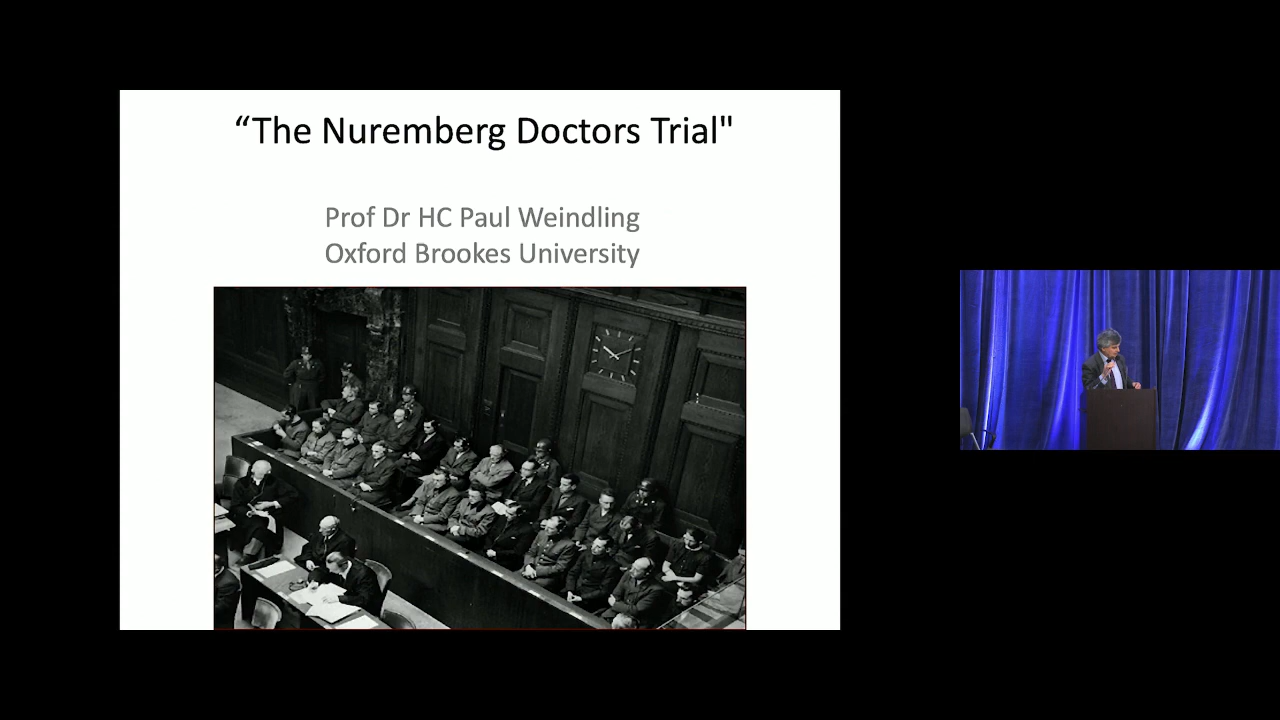 “The Nuremberg Doctors Trial"
Prof Dr HC Paul Weindling
Oxford Brookes University